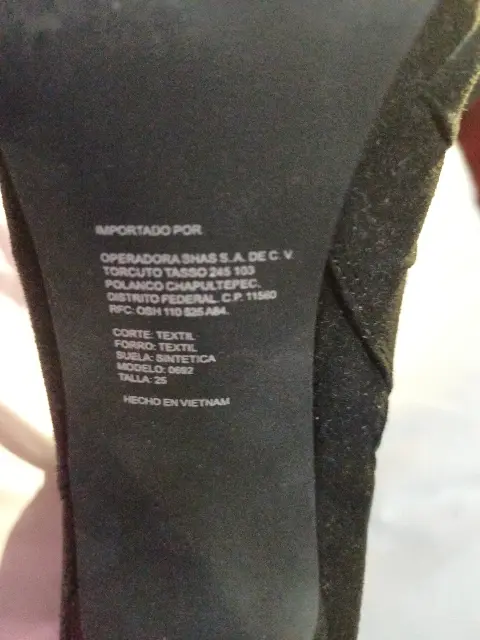 IMPORTADO POR
OPERADORA SHAS S.A. DE C. V.
TORCUTO TASSO 245 103
POLANCO CHAPULTEPEC.
DISTRITO FEDERAL. C.P. 11560
RFC: OSH 110 525 A84.
CORTE: TEXTIL
FORRO: TEXTIL
SUELA: SINTETICA
MODELO: 0692
TALLA: 25
HECHO EN VIETNAM